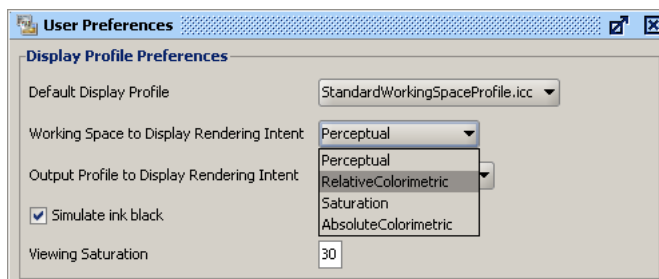 User Preferences
Display Profile Preferences
Default Display Profile StandardWorkingSpaceProfile.icc
Working Space to Display Rendering Intent Perceptual
Perceptual
Output Profile to Display Rendering Intent RelativeColorimetric
Saturation
Simulate ink black
AbsoluteColorimetric
Viewing Saturation 30